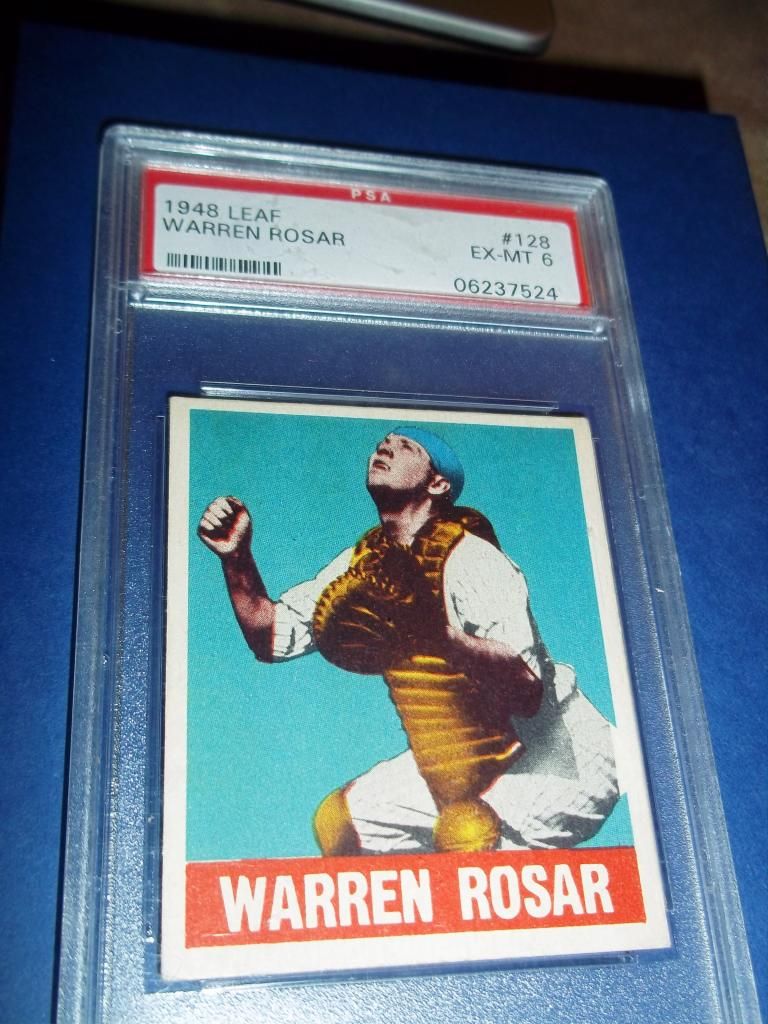 PSA
1948 LEAF
WARREN ROSAR
#128
EX-MT 6
06237524
WARREN ROSAR